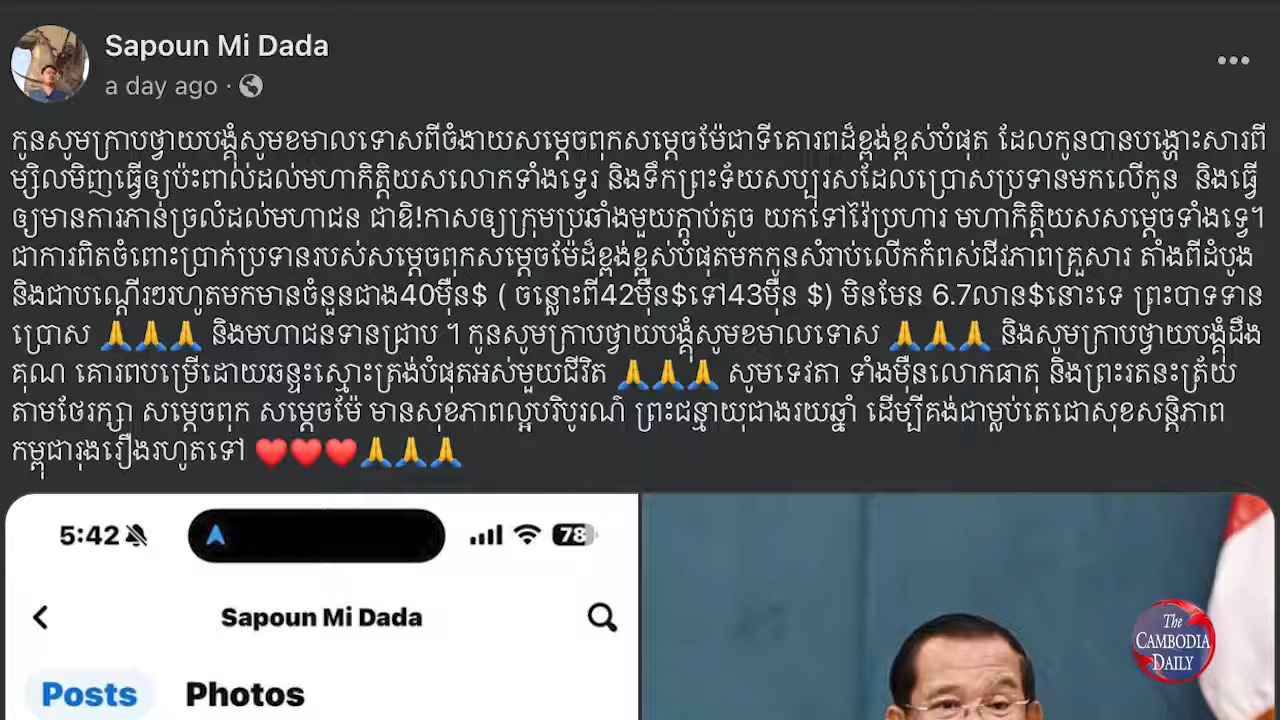 Sapoun Mi Dada
a day ago ·
កូនសូមក្រាបថ្វាយបង្គំសូមខមាលទោសពីចំងាយសម្ដេចពុកសម្ដេចម៉ែជាទីគោរពដ៏ខ្ពង់ខ្ពស់បំផុត ដែលកូនបានបង្ហោះសារពី
ម្សិលមិញធ្វើឲ្យប៉ះពាល់ដល់មហាកិត្តិយសលោកទាំងទ្វេរ និងទឹកព្រះទ័យសប្បុរសដែលប្រោសប្រទានមកលើកូន និងធ្វើ
ឲ្យមានការភាន់ច្រលំដល់មហាជន ជាឱ!កាសឲ្យក្រុមប្រឆាំងមួយក្ដាប់តូច យកទៅវ៉ៃប្រហារ មហាកិត្តិយសសម្ដេចទាំងទ្វេ។
ជាការពិតចំពោះប្រាក់ប្រទានរបស់សម្ដេចពុកសម្ដេចម៉ែដ៏ខ្ពង់ខ្ពស់បំផុតមកកូនសំរាប់លើកកំពស់ជីវភាពគ្រួសារ តាំងពីដំបូង
និងជាបណ្ដើរៗរហូតមកមានចំនួនជាង40ម៉ឺន$ ( ចន្លោះពី42ម៉ឺន$ទៅ43ម៉ឺន $) មិនមែន 6.7លាន$នោះទេ ព្រះបាទទាន
ប្រោស 🙏🙏🙏 និងមហាជនទានជ្រាប ។ កូនសូមក្រាបថ្វាយបង្គុំសូមខមាលទោស 🙏🙏🙏 និងសូមក្រាបថ្វាយបង្គុំដឹង
គុណ គោរពបម្រើដោយឆន្ទះស្មោះត្រង់បំផុតអស់មួយជីវិត 🙏🙏🙏 សូមទេវតា ទាំងម៉ឺនលោកធាតុ និងព្រះរតនះត្រ័យ
តាមថែរក្សា សម្ដេចពុក សម្ដេចម៉ែ មានសុខភាពល្អបរិបូរណ៌ ព្រះជន្មាយុជាងរយឆ្នាំ ដើម្បីគង់ជាម្លប់តេជោសុខសន្តិភាព
កម្ពុជារុងរឿងរហូតទៅ ❤️❤️❤️🙏🙏🙏
5:42 78
Sapoun Mi Dada
Posts Photos
The
CAMBODIA
DAILY